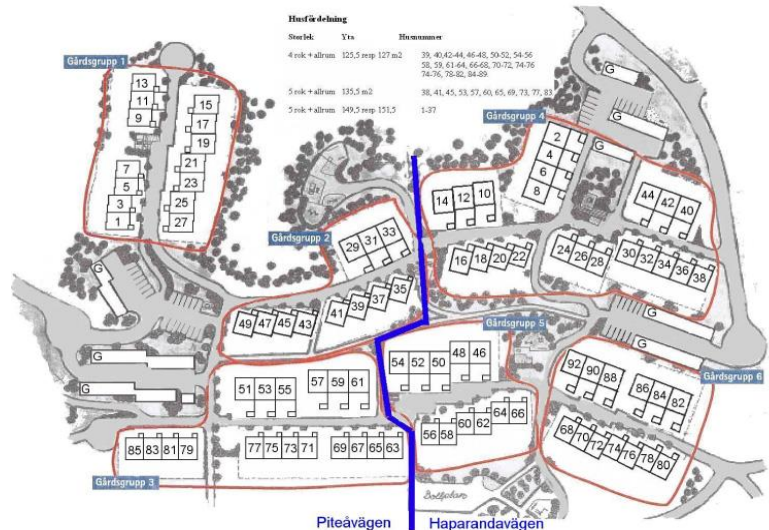 Husfördelning
Storlek Yta Husnummer
4 rok + allrum 125,5 resp 127 m2 39, 40,42-44, 46-48, 50-52, 54-56
58, 59, 61-64, 66-68, 70-72, 74-76
74-76, 78-82, 84-89
5 rok + allrum 135,5 m2 38, 41, 45, 53, 57, 60, 65, 69, 73, 77, 83
5 rok + allrum 149,5 resp 151,5 1-37
Gårdsgrupp 1
13
11
9
7
5
3
1
15
17
19
21
23
25
27
Gårdsgrupp 2
29 31 33
49 47 45 43
41 39 37 35
Gårdsgrupp 4
G
G
2
4
6
8
14 12 10
44 42 40
16 18 20 22
24 26 28
30 32 34 36 38
G
G
G
G
G
Gårdsgrupp 5
54 52 50 48 46
56 58 60 62 64 66
Gårdsgrupp 6
92 90 88
86 84 82
68 70 72 74 76 78 80
51 53 55
57 59 61
85 83 81 79
77 75 73 71
69 67 65 63
Gårdsgrupp 3
Bollplan
Piteåvägen
Haparandavägen